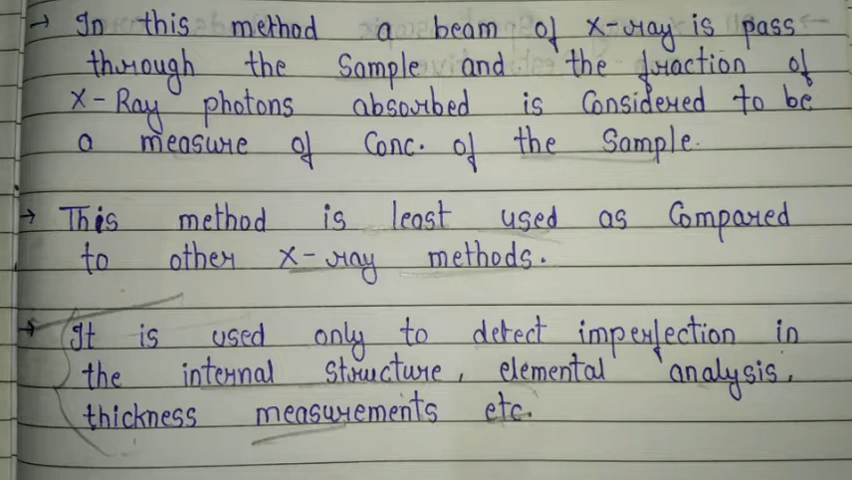 → In this method a beam of X-ray is pass
through the Sample and the fraction of
X-Ray photons absorbed is Considered to be
a measure of Conc. of the Sample.
→ This method is least used as Compared
to other X-ray methods.
→ It is used only to detect imperfection in
the internal structure, elemental analysis,
thickness measurements etc.